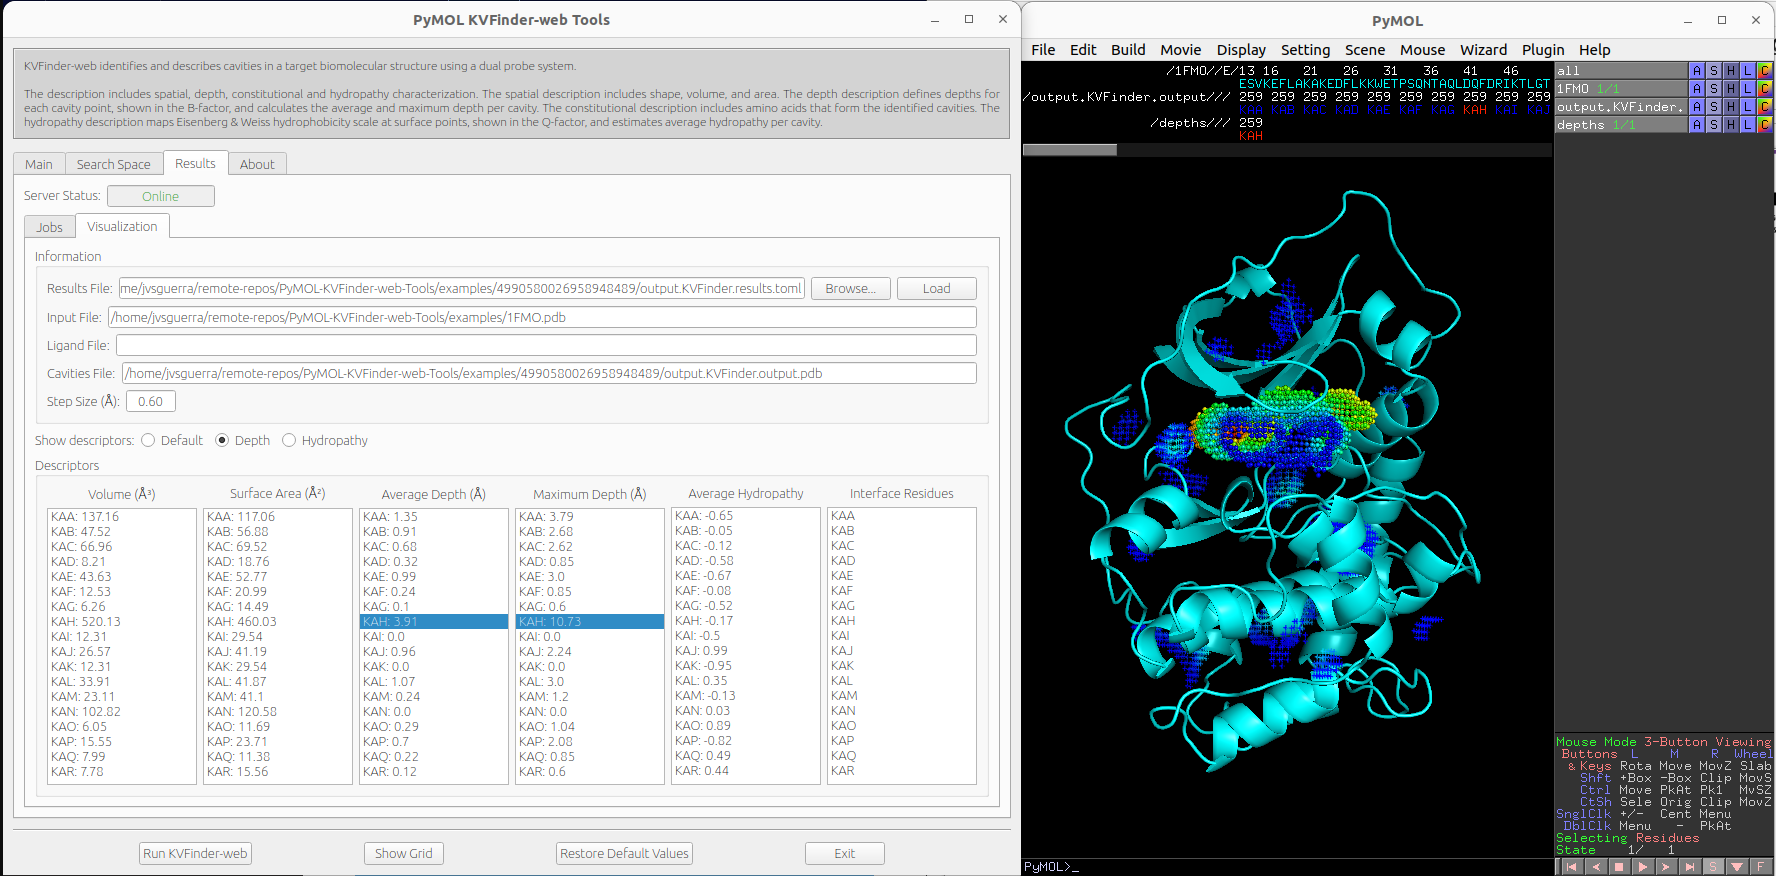 PyMOL KVFinder-web Tools
KVFinder-web identifies and describes cavities in a target biomolecular structure using a dual probe system.
The description includes spatial, depth, constitutional and hydropathy characterization. The spatial description includes shape, volume, and area. The depth description defines depths for
each cavity point, shown in the B-factor, and calculates the average and maximum depth per cavity. The constitutional description includes amino acids that form the identified cavities. The
hydropathy description maps Eisenberg & Weiss hydrophobicity scale at surface points, shown in the Q-factor, and estimates average hydropathy per cavity.
Main Search Space Results About
Server Status: Online
Jobs Visualization
Information
Results File: me/jvsguerra/remote-repos/PyMOL-KVFinder-web-Tools/examples/4990580026958948489/output.KVFinder.results.toml Browse... Load
Input File: /home/jvsguerra/remote-repos/PyMOL-KVFinder-web-Tools/examples/1FMO.pdb
Ligand File:
Cavities File: /home/jvsguerra/remote-repos/PyMOL-KVFinder-web-Tools/examples/4990580026958948489/output.KVFinder.output.pdb
Step Size (Å): 0.60
Show descriptors: Default Depth Hydropathy
Descriptors
Volume (Å³) Surface Area (Å²) Average Depth (Å) Maximum Depth (Å) Average Hydropathy Interface Residues
KAA: 137.16 KAA: 117.06 KAA: 1.35 KAA: 3.79 KAA: -0.65 KAA
KAB: 47.52 KAB: 56.88 KAB: 0.91 KAB: 2.68 KAB: -0.05 KAB
KAC: 66.96 KAC: 69.52 KAC: 0.68 KAC: 2.62 KAC: -0.12 KAC
KAD: 8.21 KAD: 18.76 KAD: 0.32 KAD: 0.85 KAD: -0.58 KAD
KAE: 43.63 KAE: 52.77 KAE: 0.99 KAE: 3.0 KAE: -0.67 KAE
KAF: 12.53 KAF: 20.99 KAF: 0.24 KAF: 0.85 KAF: -0.08 KAF
KAG: 6.26 KAG: 14.49 KAG: 0.1 KAG: 0.6 KAG: -0.52 KAG
KAH: 520.13 KAH: 460.03 KAH: 3.91 KAH: 10.73 KAH: -0.17 KAH
KAI: 12.31 KAI: 29.54 KAI: 0.0 KAI: 0.0 KAI: -0.5 KAI
KAJ: 26.57 KAJ: 41.19 KAJ: 0.96 KAJ: 2.24 KAJ: 0.99 KAJ
KAK: 12.31 KAK: 29.54 KAK: 0.0 KAK: 0.0 KAK: -0.95 KAK
KAL: 33.91 KAL: 41.87 KAL: 1.07 KAL: 3.0 KAL: 0.35 KAL
KAM: 23.11 KAM: 41.1 KAM: 0.24 KAM: 1.2 KAM: -0.13 KAM
KAN: 102.82 KAN: 120.58 KAN: 0.0 KAN: 0.0 KAN: 0.03 KAN
KAO: 6.05 KAO: 11.69 KAO: 0.29 KAO: 1.04 KAO: 0.89 KAO
KAP: 15.55 KAP: 23.71 KAP: 0.7 KAP: 2.08 KAP: -0.82 KAP
KAQ: 7.99 KAQ: 11.38 KAQ: 0.22 KAQ: 0.85 KAQ: 0.49 KAQ
KAR: 7.78 KAR: 15.56 KAR: 0.12 KAR: 0.6 KAR: 0.44 KAR
Run KVFinder-web Show Grid Restore Default Values Exit
PyMOL
File Edit Build Movie Display Setting Scene Mouse Wizard Plugin Help
/1FMO//E/13 16 21 26 31 36 41 46
ESVKEFLAKAKEDFLKKWETPSQNTAQLDQFDRIKTLGT
/output.KVFinder.output/// 259 259 259 259 259 259 259 259 259 259
KAA KAB KAC KAD KAE KAF KAG KAH KAI KAJ
/depths/// 259
KAH
all A S H L C
1FMO 1/1 A S H L C
output.KVFinder. A S H L C
depths 1/1 A S H L C
Mouse Mode 3-Button Viewing
Buttons L M R Wheel
& Keys Rota Move MovZ Slab
Shft +Box -Box Clip MovS
Ctrl Move PkAt Pk1 MvSZ
CtSh Sele Orig Clip MovZ
SnglClk +/- Cent Menu
DblClk Menu - PkAt
Selecting Residues
State 1/ 1
S F
PyMOL>_